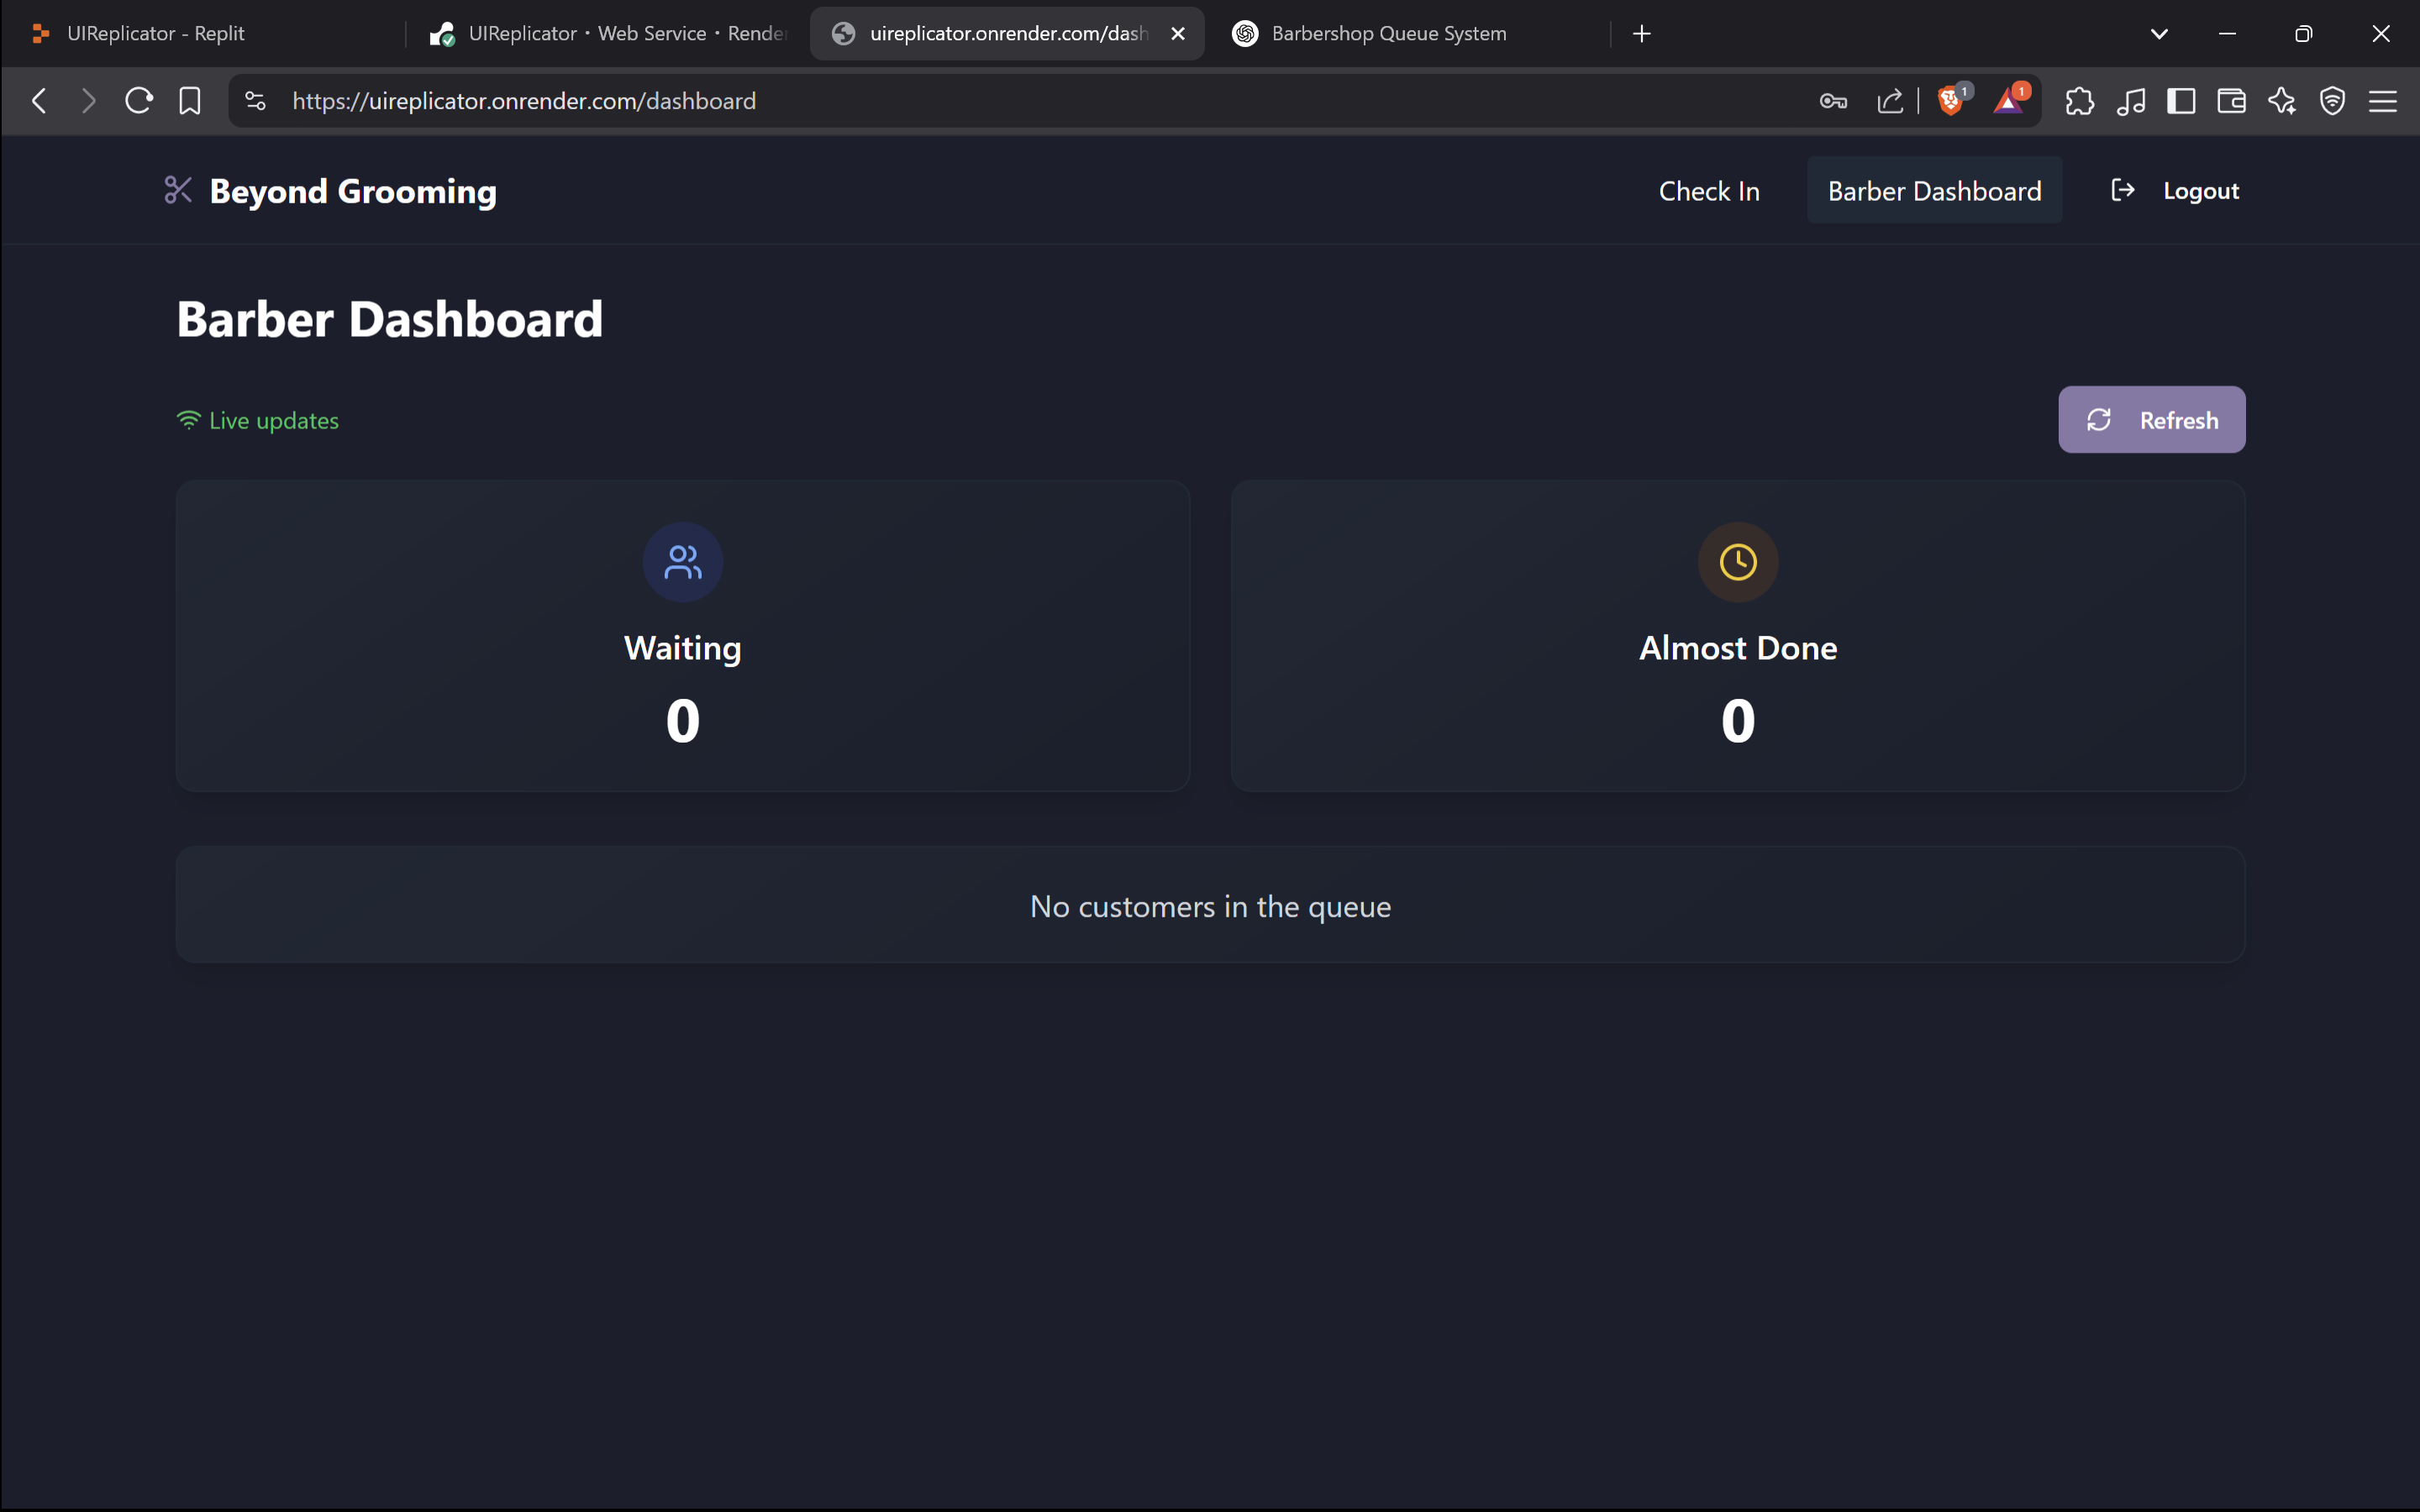 UIReplicator - Replit
UIReplicator · Web Service · Render
uireplicator.onrender.com/dash
Barbershop Queue System
https://uireplicator.onrender.com/dashboard
1
1
Beyond Grooming
Check In
Barber Dashboard
Logout
Barber Dashboard
Live updates
Refresh
Waiting
0
Almost Done
0
No customers in the queue